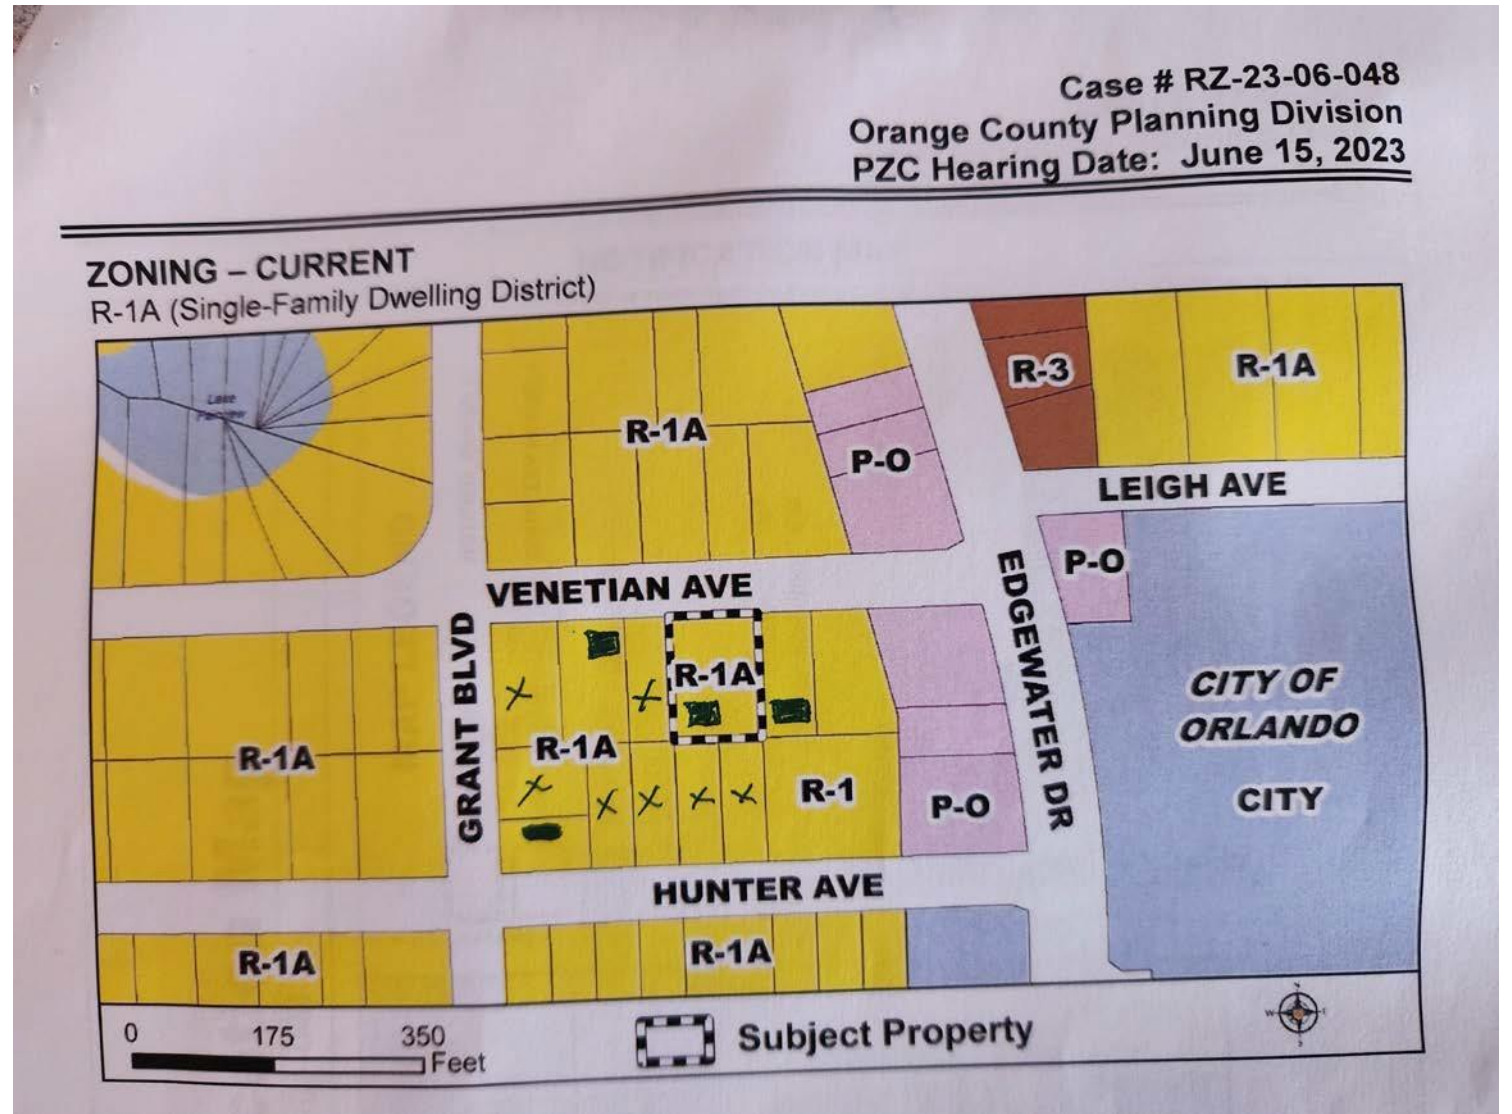 Case # RZ-23-06-048
Orange County Planning Division
PZC Hearing Date: June 15, 2023
ZONING – CURRENT
R-1A (Single-Family Dwelling District)
Lake
R-1A
P-O
R-3
R-1A
LEIGH AVE
P-O
VENETIAN AVE
EDGEWATER DR
GRANT BLVD
R-1A
R-1A
R-1A
R-1
P-O
CITY OF
ORLANDO
CITY
HUNTER AVE
R-1A
R-1A
0 175 350
Feet
Subject Property
N
W E
S